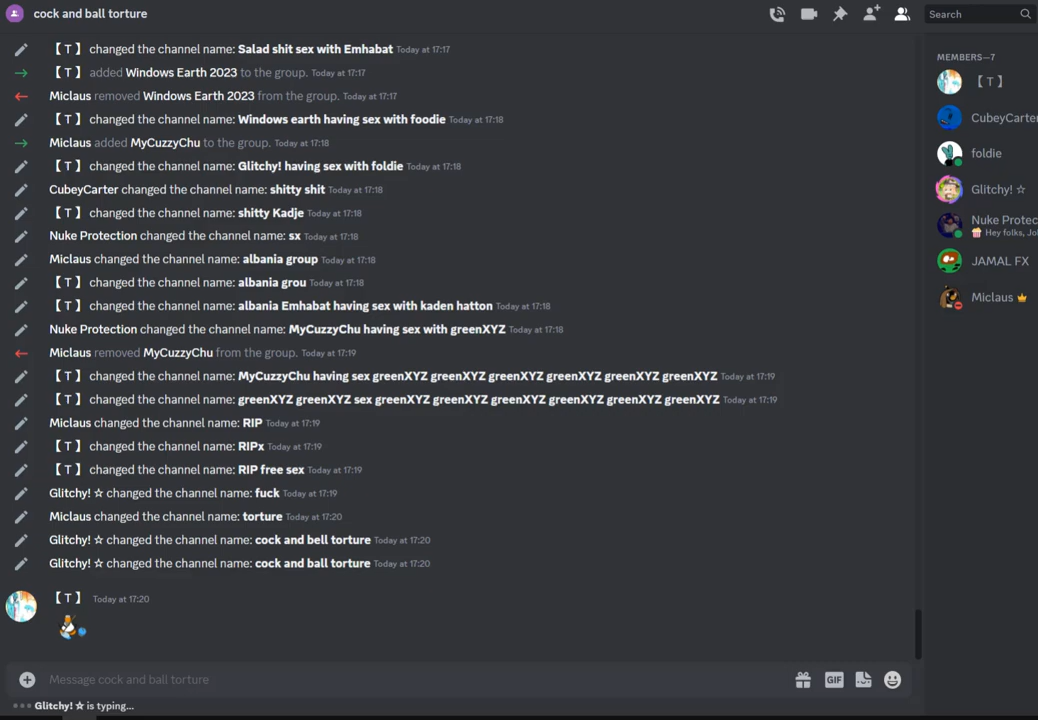 cock and ball torture
Search
【 T 】 changed the channel name: Salad shit sex with Emhabat Today at 17:17
【 T 】 added Windows Earth 2023 to the group. Today at 17:17
Miclaus removed Windows Earth 2023 from the group. Today at 17:17
【 T 】 changed the channel name: Windows earth having sex with foodie Today at 17:18
Miclaus added MyCuzzyChu to the group. Today at 17:18
【 T 】 changed the channel name: Glitchy! having sex with foldie Today at 17:18
CubeyCarter changed the channel name: shitty shit Today at 17:18
【 T 】 changed the channel name: shitty Kadje Today at 17:18
Nuke Protection changed the channel name: sx Today at 17:18
Miclaus changed the channel name: albania group Today at 17:18
【 T 】 changed the channel name: albania grou Today at 17:18
【 T 】 changed the channel name: albania Emhabat having sex with kaden hatton Today at 17:18
Nuke Protection changed the channel name: MyCuzzyChu having sex with greenXYZ Today at 17:18
Miclaus removed MyCuzzyChu from the group. Today at 17:19
【 T 】 changed the channel name: MyCuzzyChu having sex greenXYZ greenXYZ greenXYZ greenXYZ greenXYZ greenXYZ Today at 17:19
【 T 】 changed the channel name: greenXYZ greenXYZ sex greenXYZ greenXYZ greenXYZ greenXYZ greenXYZ greenXYZ Today at 17:19
Miclaus changed the channel name: RIP Today at 17:19
【 T 】 changed the channel name: RIPx Today at 17:19
【 T 】 changed the channel name: RIP free sex Today at 17:19
Glitchy! ☆ changed the channel name: fuck Today at 17:19
Miclaus changed the channel name: torture Today at 17:20
Glitchy! ☆ changed the channel name: cock and bell torture Today at 17:20
Glitchy! ☆ changed the channel name: cock and ball torture Today at 17:20
【 T 】 Today at 17:20
Message cock and ball torture
GIF
Glitchy! ☆ is typing...
MEMBERS—7
【 T 】
CubeyCarter
foldie
Glitchy! ☆
Nuke Protec
Hey folks, Jo
JAMAL FX
Miclaus